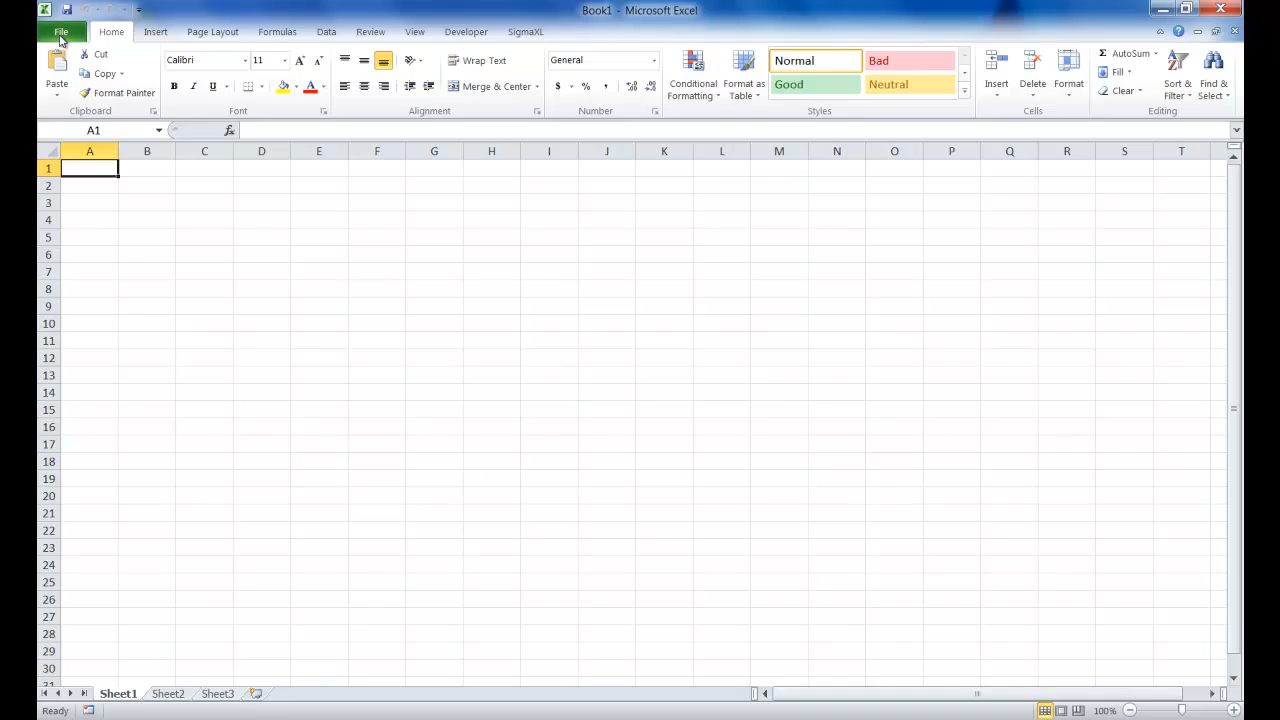 Book1 - Microsoft Excel
File Home Insert Page Layout Formulas Data Review View Developer SigmaXL
Paste
Cut
Copy
Format Painter
Clipboard
Calibri 11 A A
B I U A
Font
Wrap Text
Merge & Center
Alignment
General
$ % ,
Number
Conditional Formatting
Format as Table
Normal Bad
Good Neutral
Styles
Insert Delete Format
Cells
Σ AutoSum
Fill
Clear
Sort & Filter
Find & Select
Editing
A1 fx
A B C D E F G H I J K L M N O P Q R S T
1
2
3
4
5
6
7
8
9
10
11
12
13
14
15
16
17
18
19
20
21
22
23
24
25
26
27
28
29
30
31
Sheet1 Sheet2 Sheet3
Ready 100%